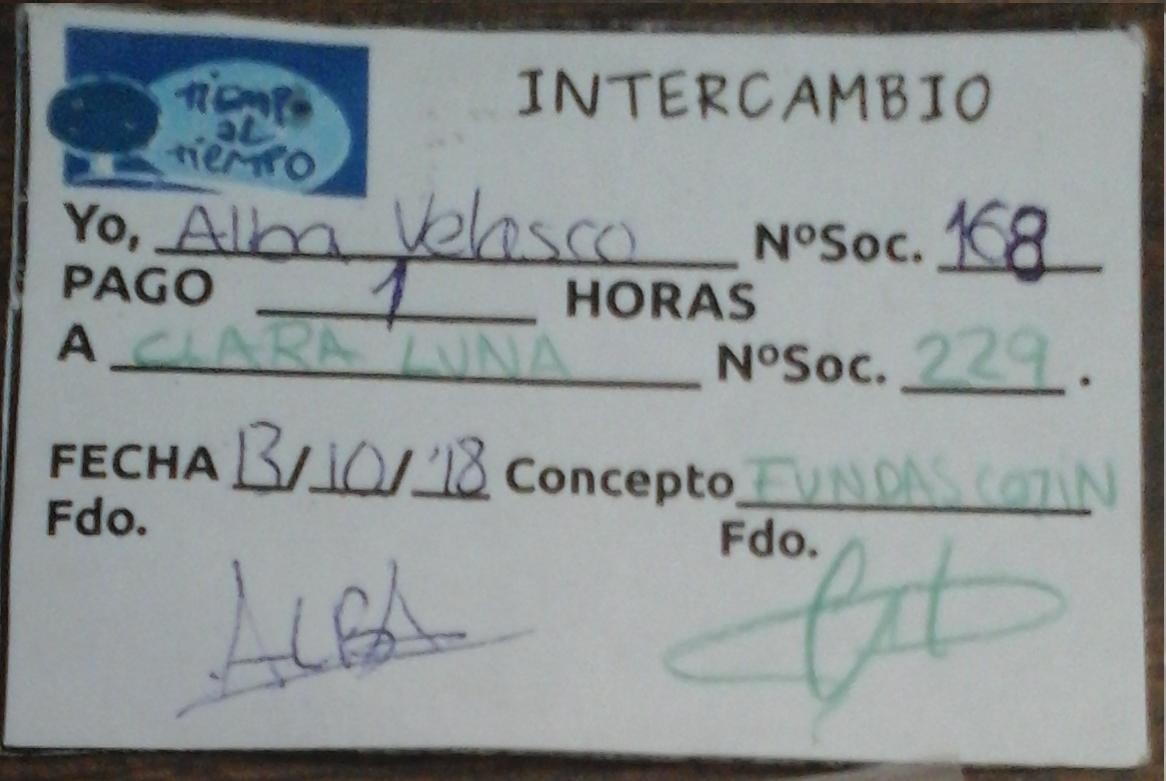 TIEMPO
AL
TIEMPO
INTERCAMBIO
Yo, Alba Velasco NºSoc. 168
PAGO 1 HORAS
A CLARA LUNA NºSoc. 229.
FECHA 13/10/'18 Concepto FUNDAS COJIN
Fdo. Fdo.
ALBA